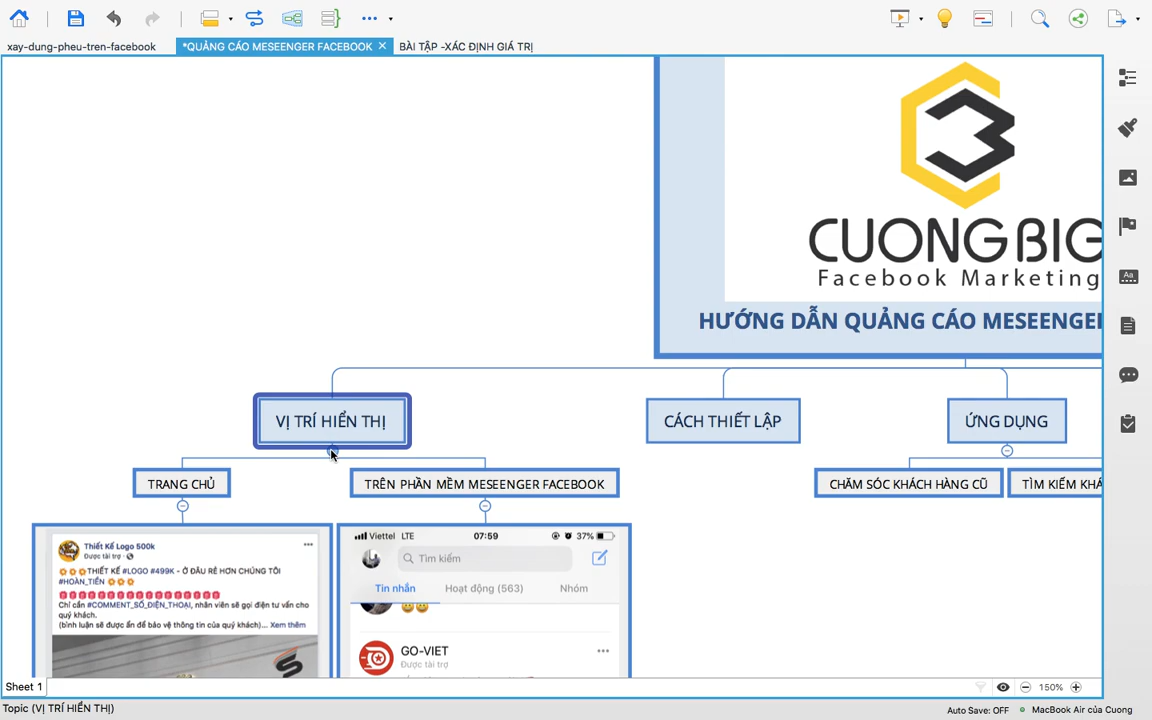 xay-dung-pheu-tren-facebook
*QUẢNG CÁO MESEENGER FACEBOOK
BÀI TẬP -XÁC ĐỊNH GIÁ TRỊ
CUONGBIG
Facebook Marketing
HƯỚNG DẪN QUẢNG CÁO MESEENGER
VỊ TRÍ HIỂN THỊ
CÁCH THIẾT LẬP
ỨNG DỤNG
TRANG CHỦ
TRÊN PHẦN MỀM MESEENGER FACEBOOK
CHĂM SÓC KHÁCH HÀNG CŨ
TÌM KIẾM KHÁ
Thiết Kế Logo 500k
Được tài trợ
THIẾT KẾ #LOGO #499K - Ở ĐÂU RẺ HƠN CHÚNG TÔI
#HOÀN_TIỀN
Chỉ cần #COMMENT_SỐ_ĐIỆN_THOẠI, nhân viên sẽ gọi điện tư vấn cho
quý khách.
(bình luận sẽ được ẩn để bảo vệ thông tin của quý khách)... Xem thêm
Viettel LTE 07:59 37%
Tìm kiếm
Tin nhắn Hoạt động (563) Nhóm
GO-VIET
Được tài trợ
Sheet 1
150%
Topic (VỊ TRÍ HIỂN THỊ)
Auto Save: OFF
MacBook Air của Cuong